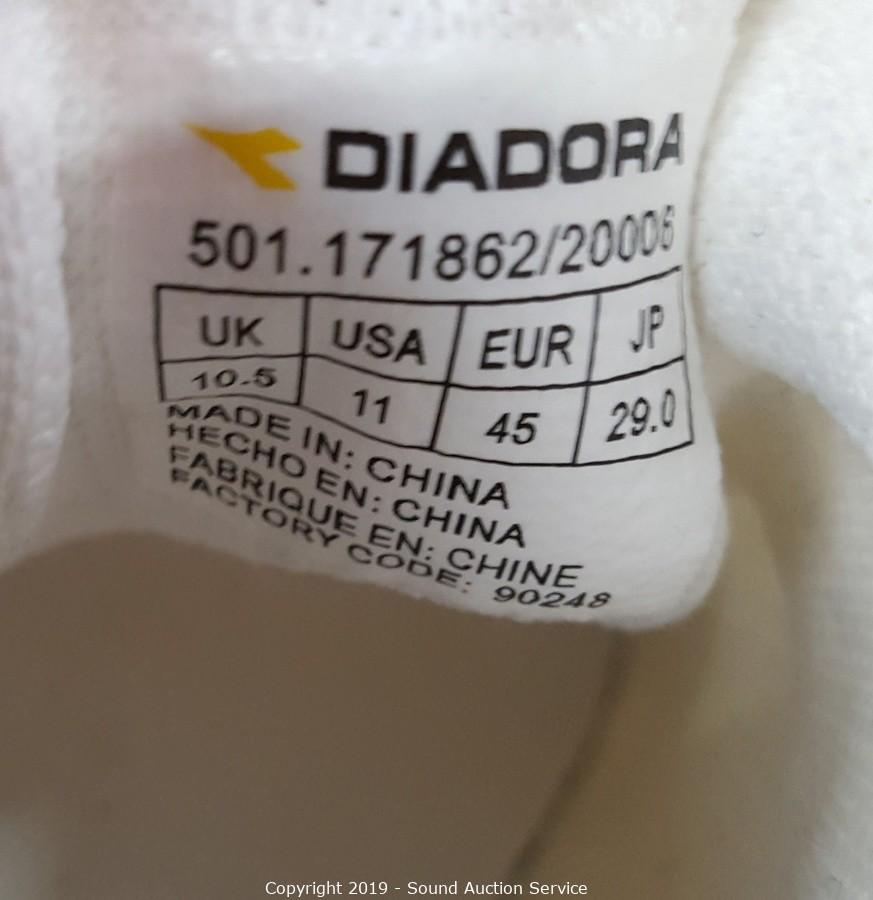 DIADORA
501.171862/20006
UK USA EUR JP
10.5 11 45 29.0
MADE IN: CHINA
HECHO EN: CHINA
FABRIQUE EN: CHINE
FACTORY CODE: 90248
Copyright 2019 - Sound Auction Service